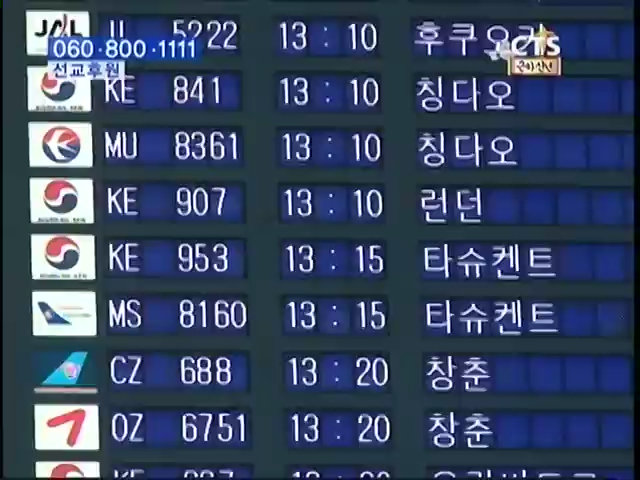 JAL 5222 13:10 후쿠오카
060·800·1111
CTS
선교후원
KE 841 13:10 칭다오
MU 8361 13:10 칭다오
KE 907 13:10 런던
KE 953 13:15 타슈켄트
MS 8160 13:15 타슈켄트
CZ 688 13:20 창춘
OZ 6751 13:20 창춘